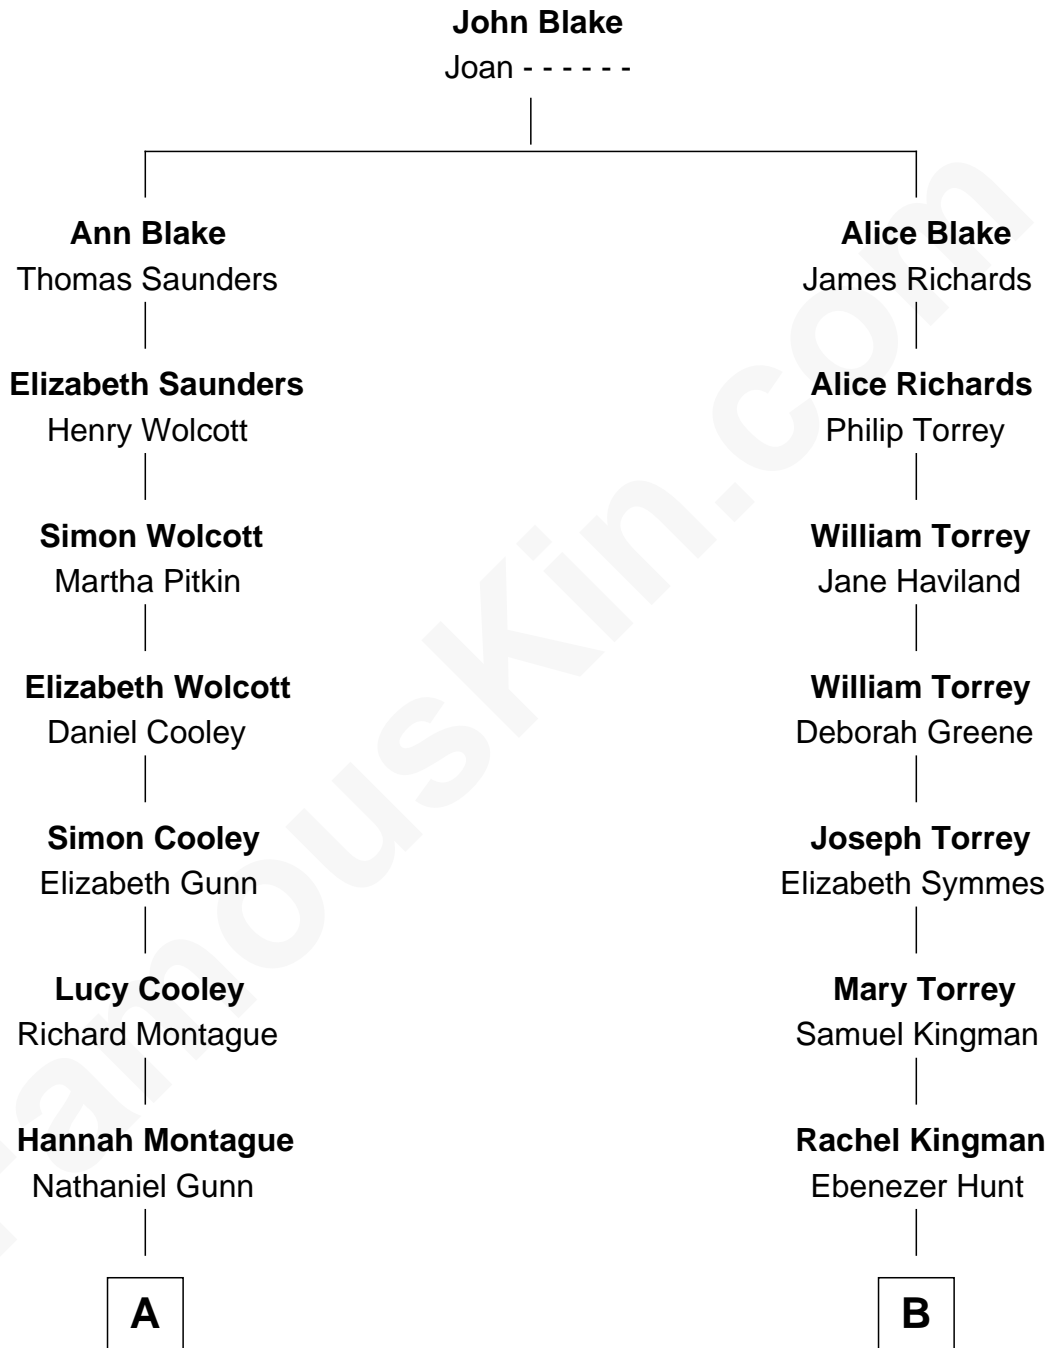 John Blake
Joan - - - - - -
Ann Blake
Thomas Saunders
Alice Blake
James Richards
Elizabeth Saunders
Henry Wolcott
Alice Richards
Philip Torrey
Simon Wolcott
Martha Pitkin
William Torrey
Jane Haviland
Elizabeth Wolcott
Daniel Cooley
William Torrey
Deborah Greene
Simon Cooley
Elizabeth Gunn
Joseph Torrey
Elizabeth Symmes
Lucy Cooley
Richard Montague
Mary Torrey
Samuel Kingman
Hannah Montague
Nathaniel Gunn
Rachel Kingman
Ebenezer Hunt
A
B
FamousKin.com